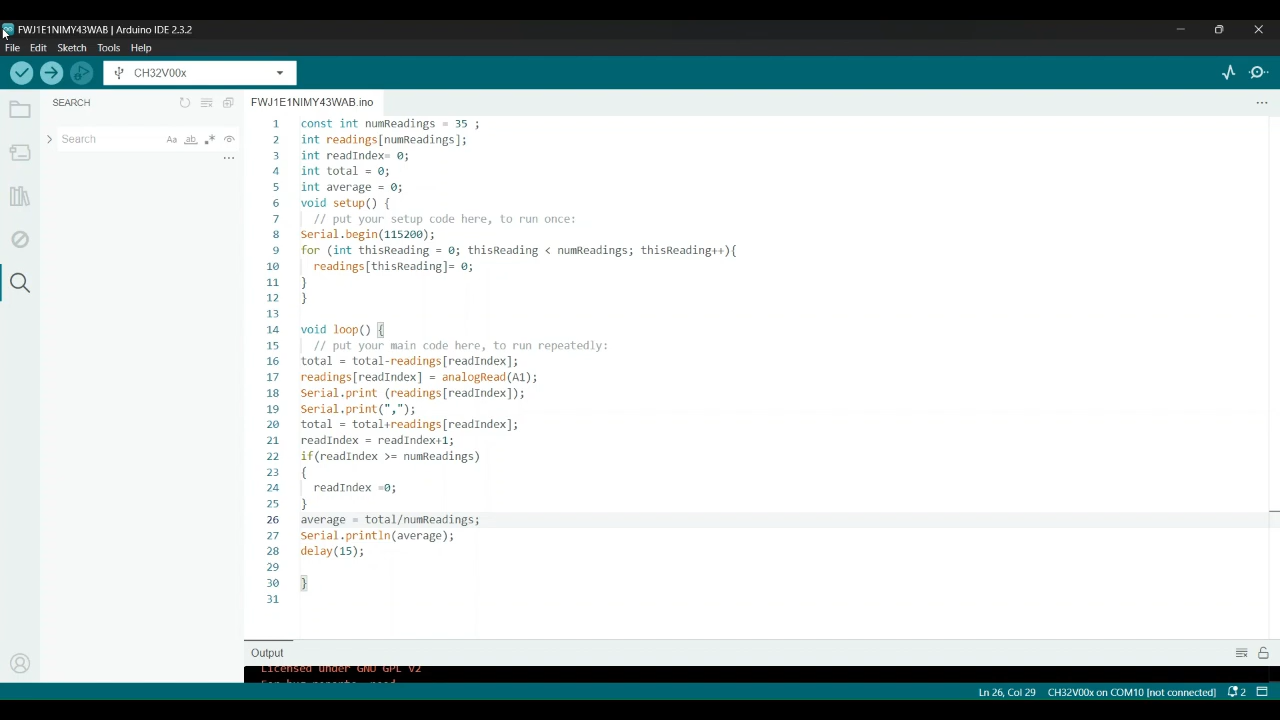 FWJ1E1NIMY43WAB | Arduino IDE 2.3.2
File Edit Sketch Tools Help
CH32V00x
SEARCH
FWJ1E1NIMY43WAB.ino
Search Aa ab .*
1 const int numReadings = 35 ;
2 int readings[numReadings];
3 int readIndex= 0;
4 int total = 0;
5 int average = 0;
6 void setup() {
7 // put your setup code here, to run once:
8 Serial.begin(115200);
9 for (int thisReading = 0; thisReading < numReadings; thisReading++){
10 readings[thisReading]= 0;
11 }
12 }
13
14 void loop() {
15 // put your main code here, to run repeatedly:
16 total = total-readings[readIndex];
17 readings[readIndex] = analogRead(A1);
18 Serial.print (readings[readIndex]);
19 Serial.print(",");
20 total = total+readings[readIndex];
21 readIndex = readIndex+1;
22 if(readIndex >= numReadings)
23 {
24 readIndex =0;
25 }
26 average = total/numReadings;
27 Serial.println(average);
28 delay(15);
29
30 }
31
Output
Licensed under GNU GPL v2
Ln 26, Col 29 CH32V00x on COM10 [not connected] 2